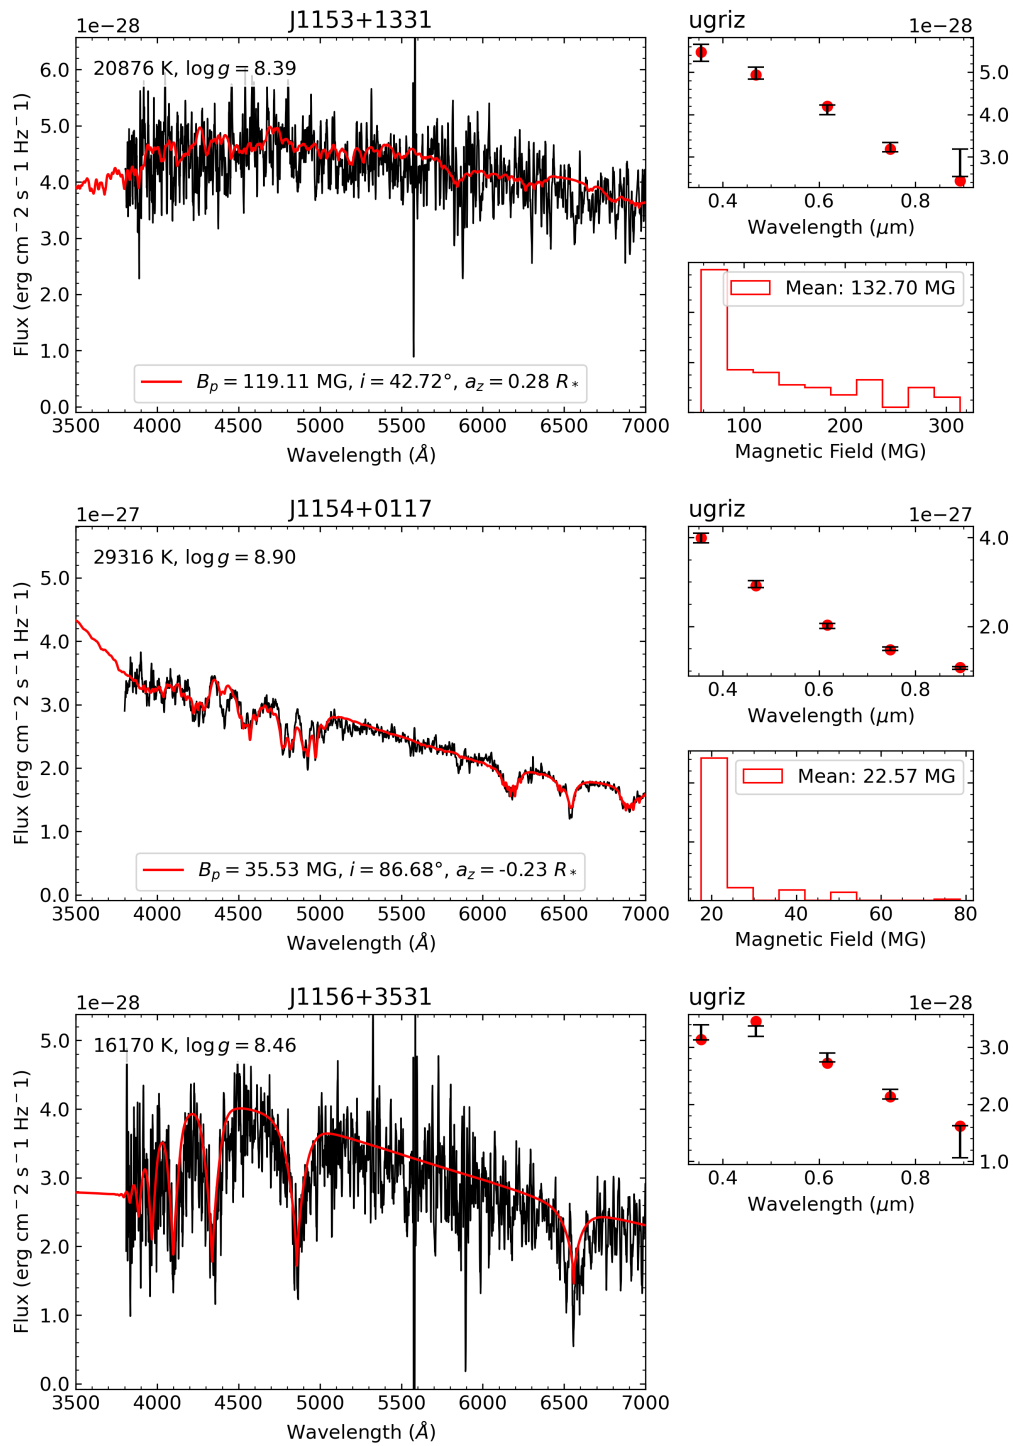 J1153+1331
1e−28
20876 K, log g = 8.39
6.0
5.0
4.0
3.0
2.0
1.0
0.0
Flux (erg cm−2 s−1 Hz−1)
Bp = 119.11 MG, i = 42.72°, az = 0.28 R*
3500 4000 4500 5000 5500 6000 6500 7000
Wavelength (Å)
ugriz
1e−28
5.0
4.0
3.0
0.4 0.6 0.8
Wavelength (μm)
Mean: 132.70 MG
100 200 300
Magnetic Field (MG)
J1154+0117
1e−27
29316 K, log g = 8.90
5.0
4.0
3.0
2.0
1.0
0.0
Flux (erg cm−2 s−1 Hz−1)
Bp = 35.53 MG, i = 86.68°, az = -0.23 R*
3500 4000 4500 5000 5500 6000 6500 7000
Wavelength (Å)
ugriz
1e−27
4.0
2.0
0.4 0.6 0.8
Wavelength (μm)
Mean: 22.57 MG
20 40 60 80
Magnetic Field (MG)
J1156+3531
1e−28
16170 K, log g = 8.46
5.0
4.0
3.0
2.0
1.0
0.0
Flux (erg cm−2 s−1 Hz−1)
3500 4000 4500 5000 5500 6000 6500 7000
Wavelength (Å)
ugriz
1e−28
3.0
2.0
1.0
0.4 0.6 0.8
Wavelength (μm)